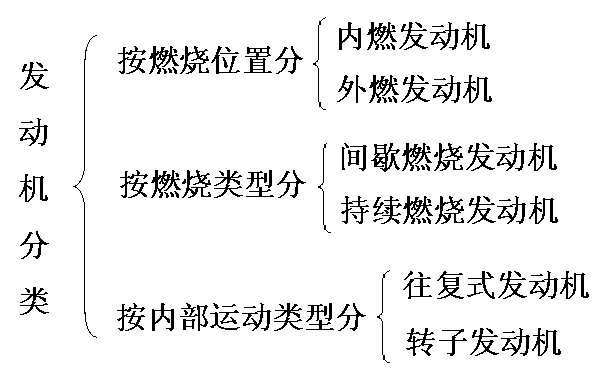 发动机分类
按燃烧位置分
内燃发动机
外燃发动机
按燃烧类型分
间歇燃烧发动机
持续燃烧发动机
按内部运动类型分
往复式发动机
转子发动机